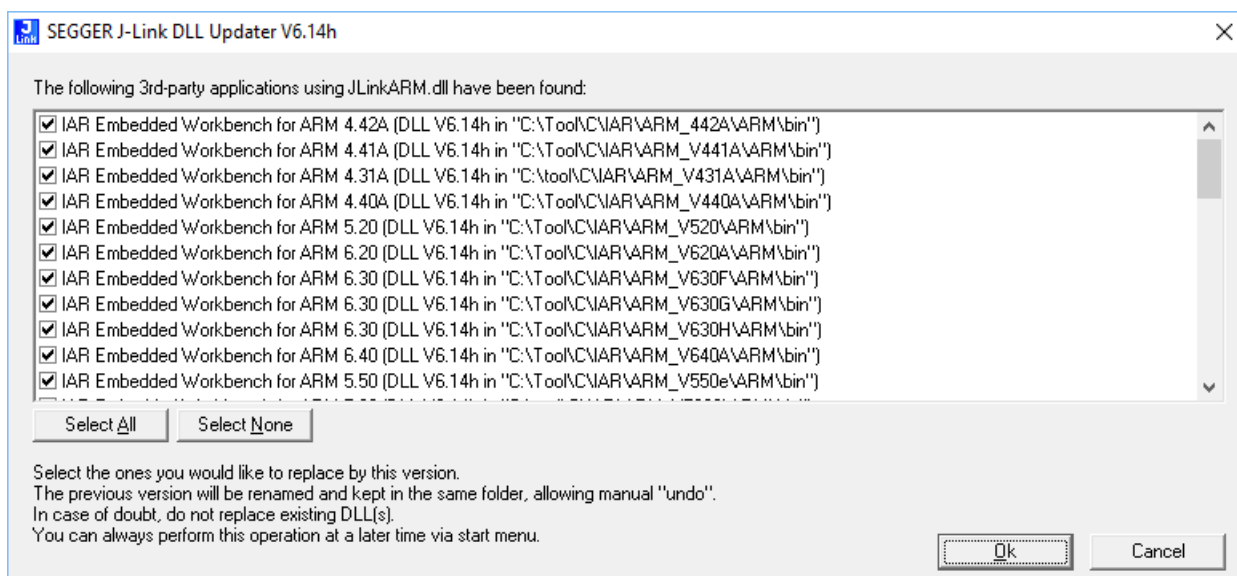 J
Link
SEGGER J-Link DLL Updater V6.14h
The following 3rd-party applications using JLinkARM.dll have been found:
IAR Embedded Workbench for ARM 4.42A (DLL V6.14h in "C:\Tool\C\IAR\ARM_442A\ARM\bin")
IAR Embedded Workbench for ARM 4.41A (DLL V6.14h in "C:\Tool\C\IAR\ARM_V441A\ARM\bin")
IAR Embedded Workbench for ARM 4.31A (DLL V6.14h in "C:\tool\C\IAR\ARM_V431A\ARM\bin")
IAR Embedded Workbench for ARM 4.40A (DLL V6.14h in "C:\Tool\C\IAR\ARM_V440A\ARM\bin")
IAR Embedded Workbench for ARM 5.20 (DLL V6.14h in "C:\Tool\C\IAR\ARM_V520\ARM\bin")
IAR Embedded Workbench for ARM 6.20 (DLL V6.14h in "C:\Tool\C\IAR\ARM_V620A\ARM\bin")
IAR Embedded Workbench for ARM 6.30 (DLL V6.14h in "C:\Tool\C\IAR\ARM_V630F\ARM\bin")
IAR Embedded Workbench for ARM 6.30 (DLL V6.14h in "C:\Tool\C\IAR\ARM_V630G\ARM\bin")
IAR Embedded Workbench for ARM 6.30 (DLL V6.14h in "C:\Tool\C\IAR\ARM_V630H\ARM\bin")
IAR Embedded Workbench for ARM 6.40 (DLL V6.14h in "C:\Tool\C\IAR\ARM_V640A\ARM\bin")
IAR Embedded Workbench for ARM 5.50 (DLL V6.14h in "C:\Tool\C\IAR\ARM_V550e\ARM\bin")
Select All
Select None
Select the ones you would like to replace by this version.
The previous version will be renamed and kept in the same folder, allowing manual "undo".
In case of doubt, do not replace existing DLL(s).
You can always perform this operation at a later time via start menu.
Ok
Cancel